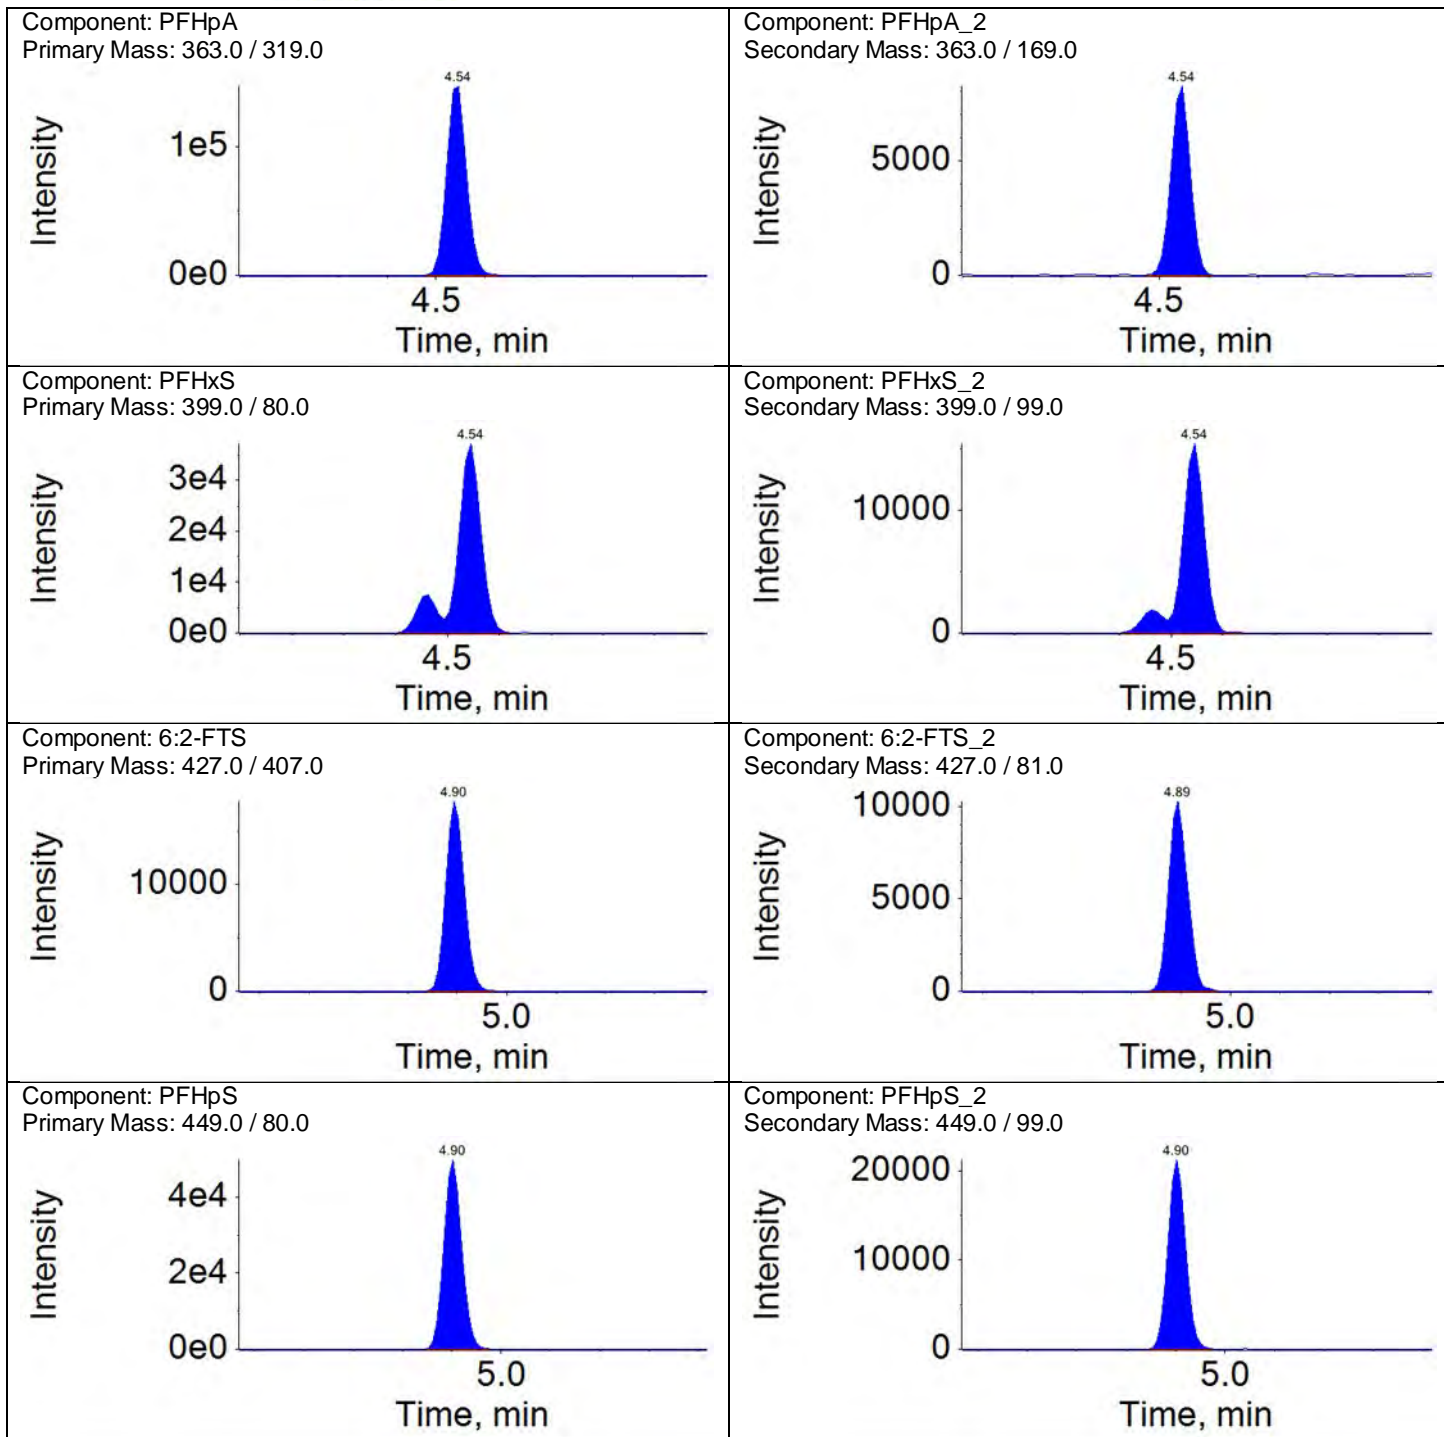 Component: PFHpA
Primary Mass: 363.0 / 319.0
4.54
Intensity
1e5
0e0
4.5
Time, min
Component: PFHpA_2
Secondary Mass: 363.0 / 169.0
4.54
Intensity
5000
0
4.5
Time, min
Component: PFHxS
Primary Mass: 399.0 / 80.0
4.54
Intensity
3e4
2e4
1e4
0e0
4.5
Time, min
Component: PFHxS_2
Secondary Mass: 399.0 / 99.0
4.54
Intensity
10000
0
4.5
Time, min
Component: 6:2-FTS
Primary Mass: 427.0 / 407.0
4.90
Intensity
10000
0
5.0
Time, min
Component: 6:2-FTS_2
Secondary Mass: 427.0 / 81.0
4.89
Intensity
10000
5000
0
5.0
Time, min
Component: PFHpS
Primary Mass: 449.0 / 80.0
4.90
Intensity
4e4
2e4
0e0
5.0
Time, min
Component: PFHpS_2
Secondary Mass: 449.0 / 99.0
4.90
Intensity
20000
10000
0
5.0
Time, min